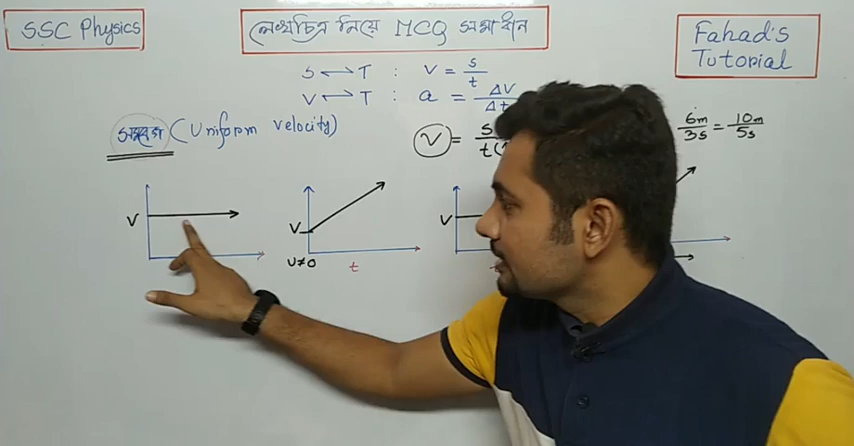 SSC Physics
লেখচিত্র নিয়ে MCQ সমাধান
Fahad's
Tutorial
S ⇌ T : v = s/t
V ⇌ T : a = ΔV/Δt
সমবেগ (Uniform velocity)
V = s/t
6m/3s = 10m/5s
V
V
u≠0
t
V